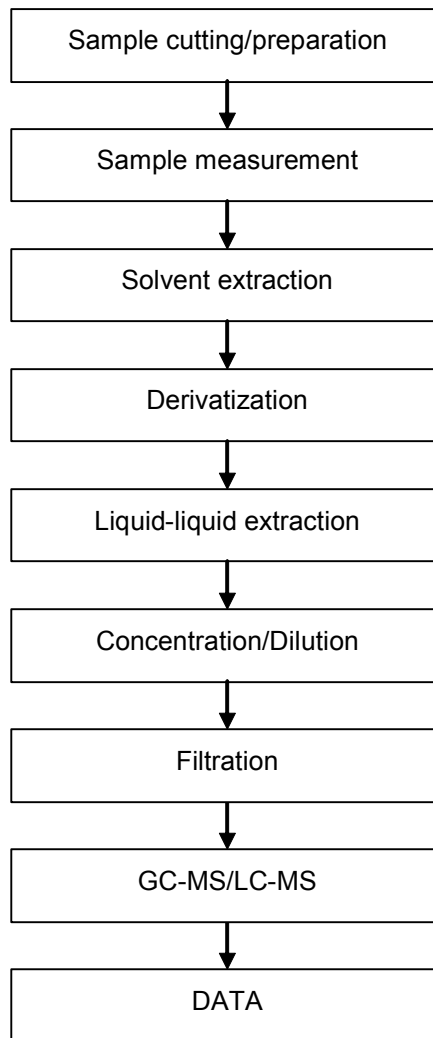 Sample cutting/preparation
Sample measurement
Solvent extraction
Derivatization
Liquid-liquid extraction
Concentration/Dilution
Filtration
GC-MS/LC-MS
DATA